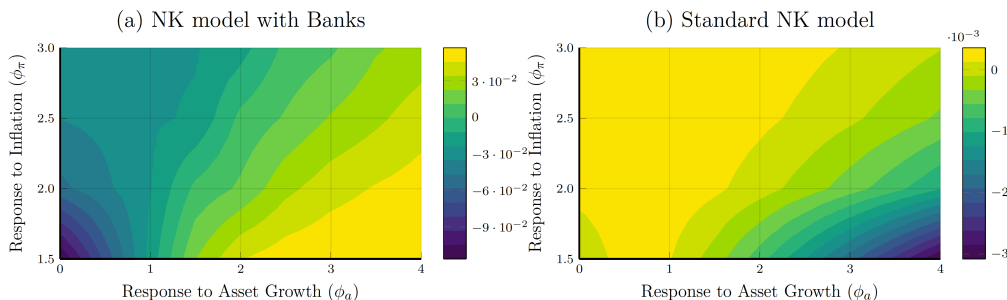 (a) NK model with Banks
(b) Standard NK model
Response to Inflation (ϕπ)
3.0
2.5
2.0
1.5
0
1
2
3
4
Response to Asset Growth (ϕa)
3 · 10⁻²
0
−3 · 10⁻²
−6 · 10⁻²
−9 · 10⁻²
Response to Inflation (ϕπ)
3.0
2.5
2.0
1.5
0
1
2
3
4
Response to Asset Growth (ϕa)
·10⁻³
0
−1
−2
−3